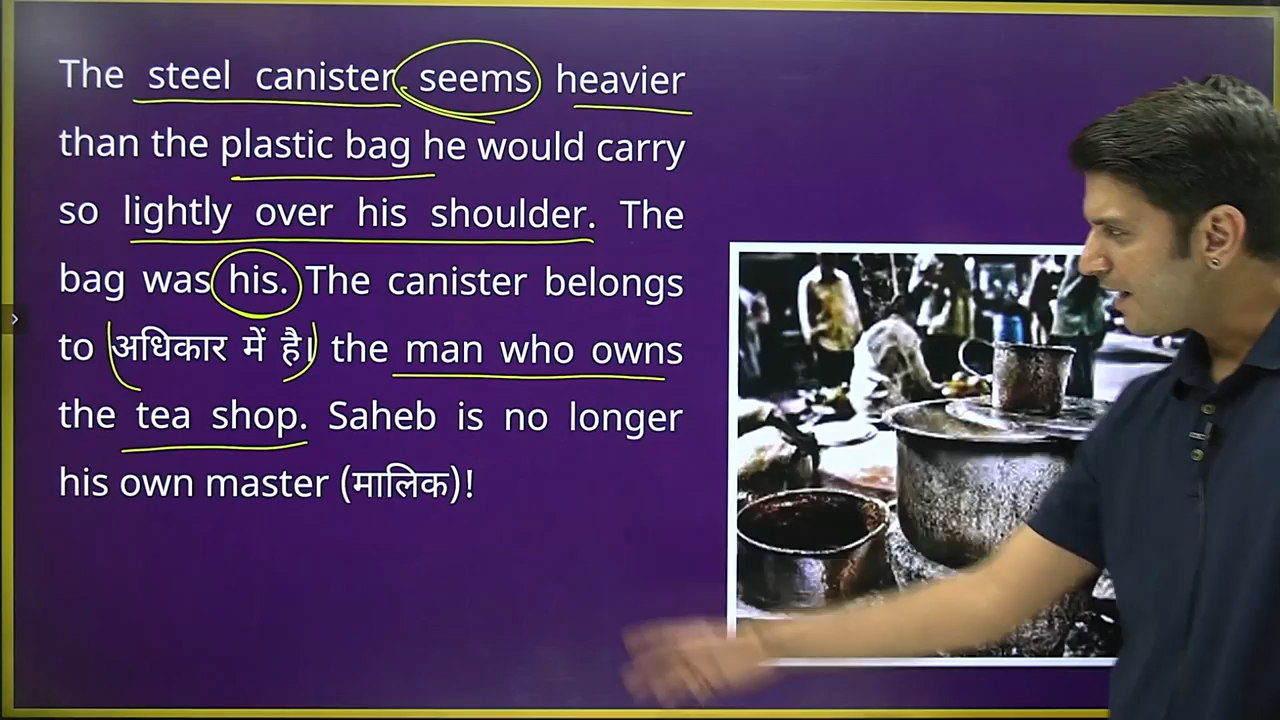 The steel canister seems heavier
than the plastic bag he would carry
so lightly over his shoulder. The
bag was his. The canister belongs
to (अधिकार में है।) the man who owns
the tea shop. Saheb is no longer
his own master (मालिक)!